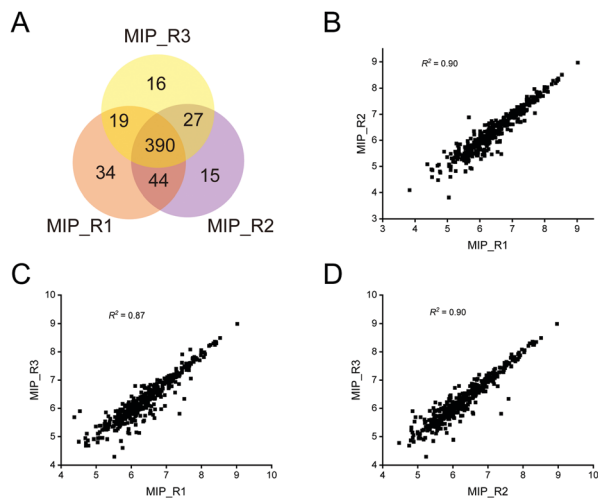 A
MIP_R3
16
19
27
390
34
44
15
MIP_R1
MIP_R2
B
R² = 0.90
9
8
7
6
5
4
3
MIP_R2
3 4 5 6 7 8 9 10
MIP_R1
C
R² = 0.87
10
9
8
7
6
5
4
MIP_R3
4 5 6 7 8 9 10
MIP_R1
D
R² = 0.90
10
9
8
7
6
5
4
MIP_R3
4 5 6 7 8 9 10
MIP_R2